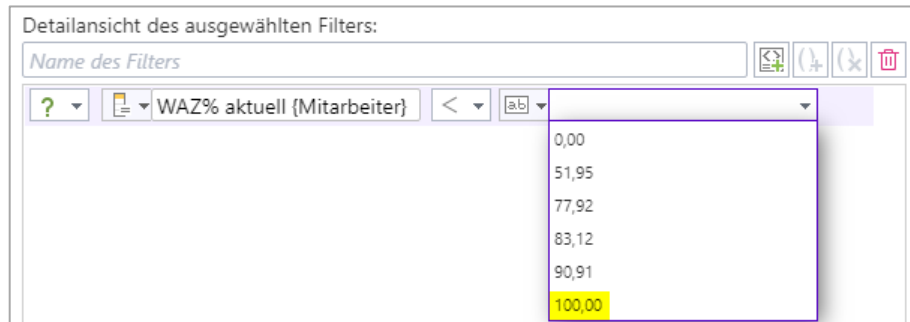 Detailansicht des ausgewählten Filters:
Name des Filters
? WAZ% aktuell {Mitarbeiter} < ab
0,00
51,95
77,92
83,12
90,91
100,00